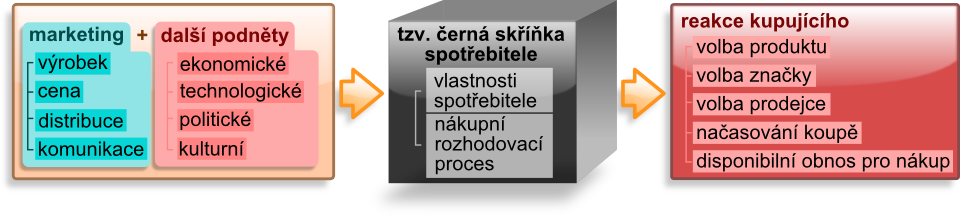 marketing + další podněty
výrobek
cena
distribuce
komunikace
ekonomické
technologické
politické
kulturní
tzv. černá skříňka
spotřebitele
vlastnosti
spotřebitele
nákupní
rozhodovací
proces
reakce kupujícího
volba produktu
volba značky
volba prodejce
načasování koupě
disponibilní obnos pro nákup